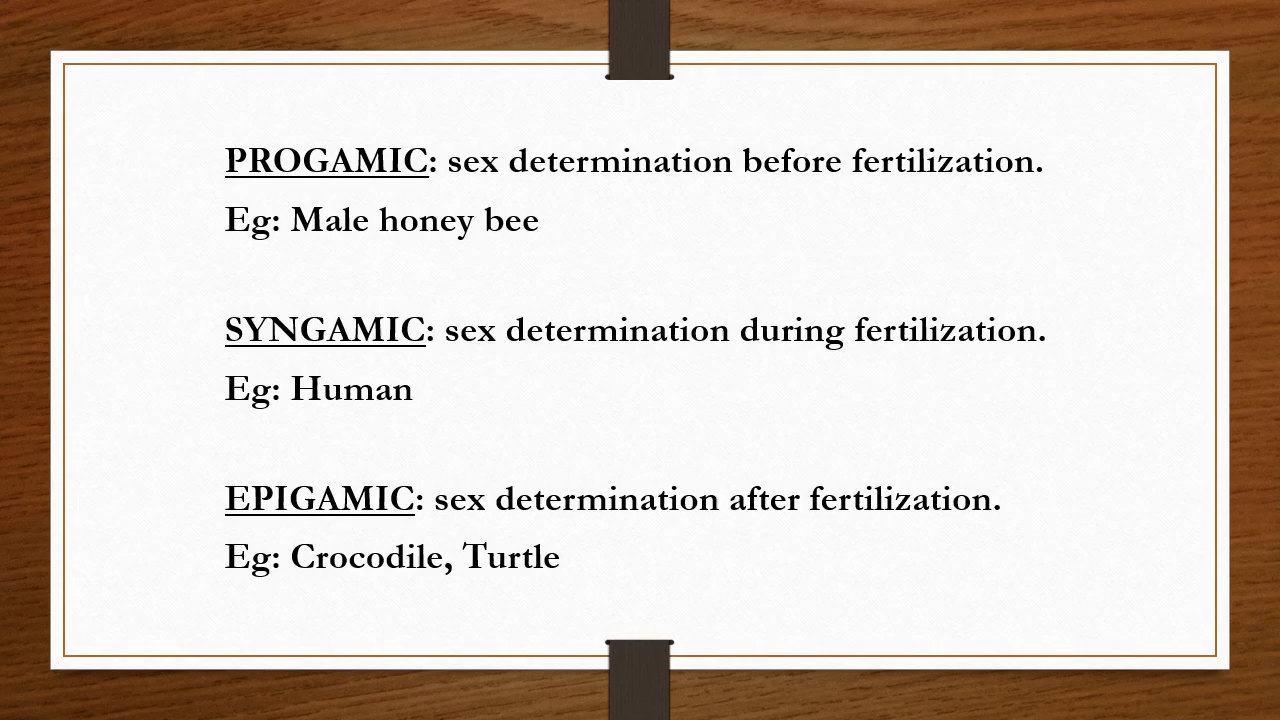 PROGAMIC: sex determination before fertilization.
Eg: Male honey bee
SYNGAMIC: sex determination during fertilization.
Eg: Human
EPIGAMIC: sex determination after fertilization.
Eg: Crocodile, Turtle